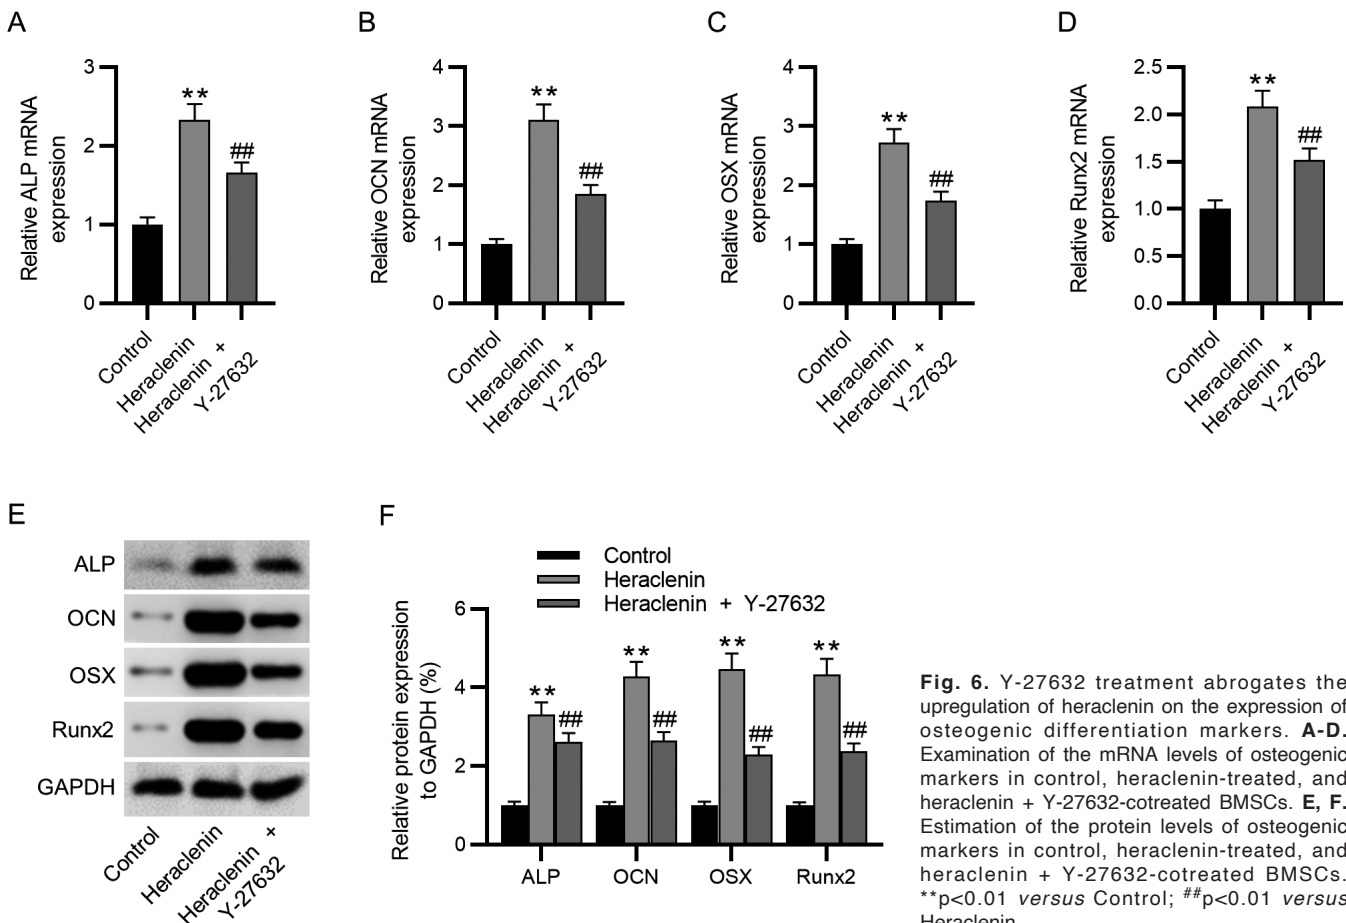 A
B
C
D
Relative ALP mRNA
expression
3
2
1
0
**
##
Control
Heraclenin
Heraclenin +
Y-27632
Relative OCN mRNA
expression
4
3
2
1
0
**
##
Control
Heraclenin
Heraclenin +
Y-27632
Relative OSX mRNA
expression
4
3
2
1
0
**
##
Control
Heraclenin
Heraclenin +
Y-27632
Relative Runx2 mRNA
expression
2.5
2.0
1.5
1.0
0.5
0.0
**
##
Control
Heraclenin
Heraclenin +
Y-27632
E
ALP
OCN
OSX
Runx2
GAPDH
Control
Heraclenin
Heraclenin +
Y-27632
F
Control
Heraclenin
Heraclenin + Y-27632
Relative protein expression
to GAPDH (%)
6
4
2
0
** ##
** ##
** ##
** ##
ALP OCN OSX Runx2
Fig. 6. Y-27632 treatment abrogates the
upregulation of heraclenin on the expression of
osteogenic differentiation markers. A-D.
Examination of the mRNA levels of osteogenic
markers in control, heraclenin-treated, and
heraclenin + Y-27632-cotreated BMSCs. E, F.
Estimation of the protein levels of osteogenic
markers in control, heraclenin-treated, and
heraclenin + Y-27632-cotreated BMSCs.
**p<0.01 versus Control; ##p<0.01 versus
Heraclenin